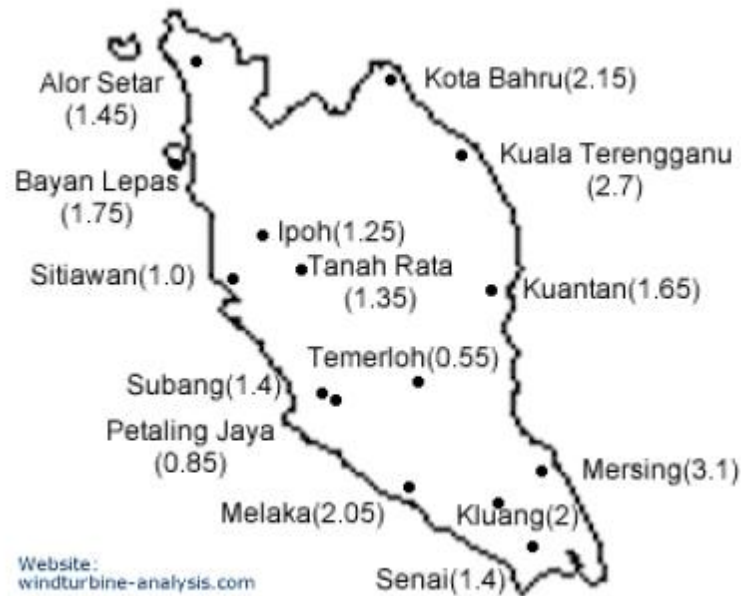 Alor Setar
(1.45)
Kota Bahru(2.15)
Kuala Terengganu
(2.7)
Bayan Lepas
(1.75)
Ipoh(1.25)
Sitiawan(1.0)
Tanah Rata
(1.35)
Kuantan(1.65)
Temerloh(0.55)
Subang(1.4)
Petaling Jaya
(0.85)
Mersing(3.1)
Melaka(2.05)
Kluang(2)
Website:
windturbine-analysis.com
Senai(1.4)